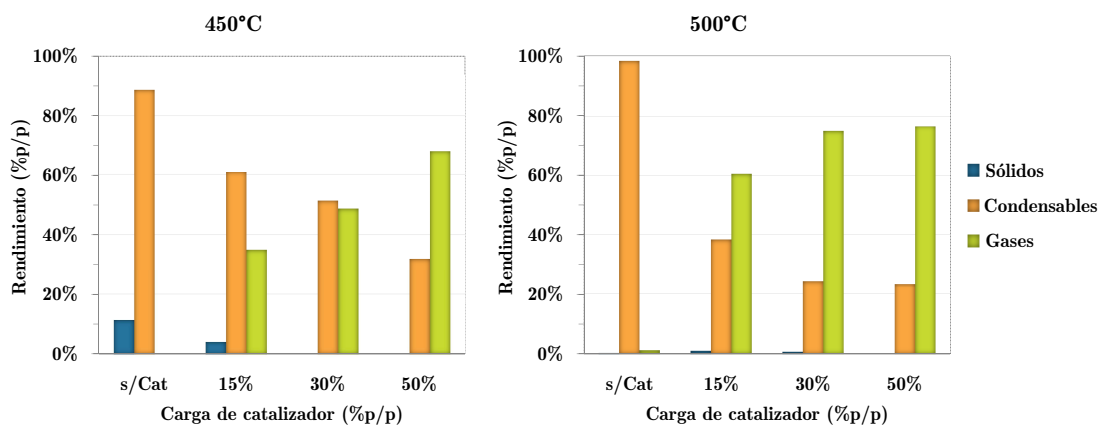 450°C
100%
80%
60%
40%
20%
0%
Rendimiento (%p/p)
s/Cat 15% 30% 50%
Carga de catalizador (%p/p)
500°C
100%
80%
60%
40%
20%
0%
Rendimiento (%p/p)
s/Cat 15% 30% 50%
Carga de catalizador (%p/p)
Sólidos
Condensables
Gases